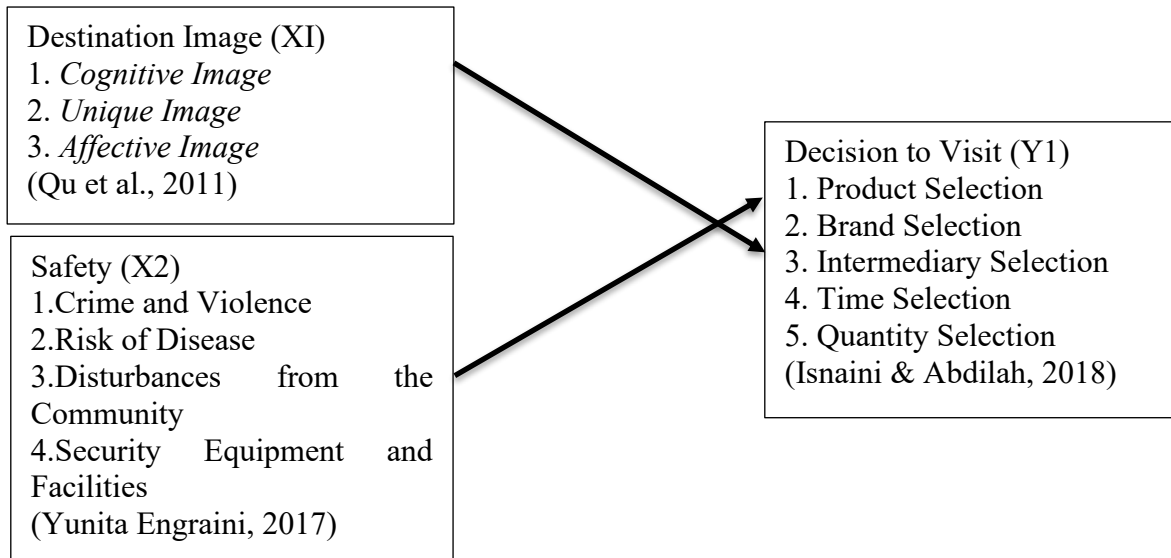 Destination Image (XI)
1. Cognitive Image
2. Unique Image
3. Affective Image
(Qu et al., 2011)
Safety (X2)
1.Crime and Violence
2.Risk of Disease
3.Disturbances from the
Community
4.Security Equipment and
Facilities
(Yunita Engraini, 2017)
Decision to Visit (Y1)
1. Product Selection
2. Brand Selection
3. Intermediary Selection
4. Time Selection
5. Quantity Selection
(Isnaini & Abdilah, 2018)